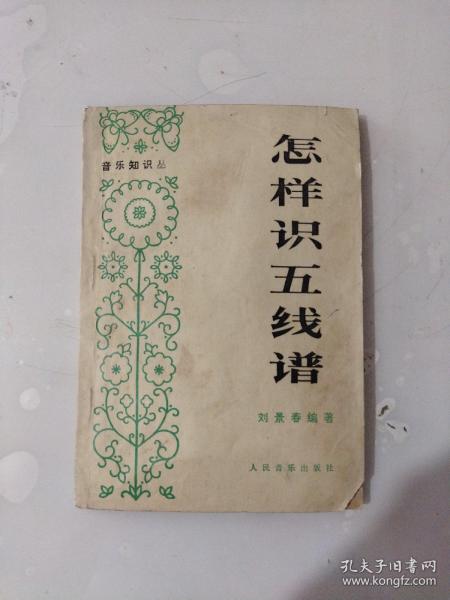 音乐知识丛
怎样识五线谱
刘景春编著
人民音乐出版社
孔夫子旧书网
www.kongfz.com